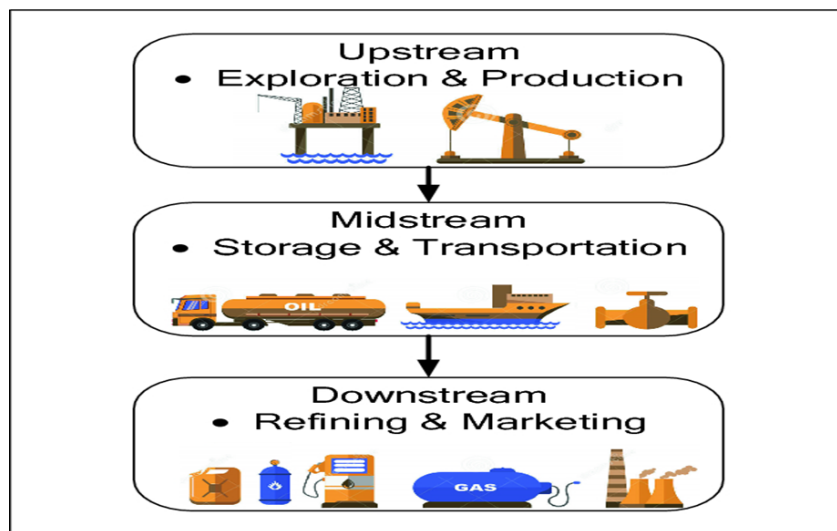 Upstream
• Exploration & Production
Midstream
• Storage & Transportation
OIL
Downstream
• Refining & Marketing
GAS